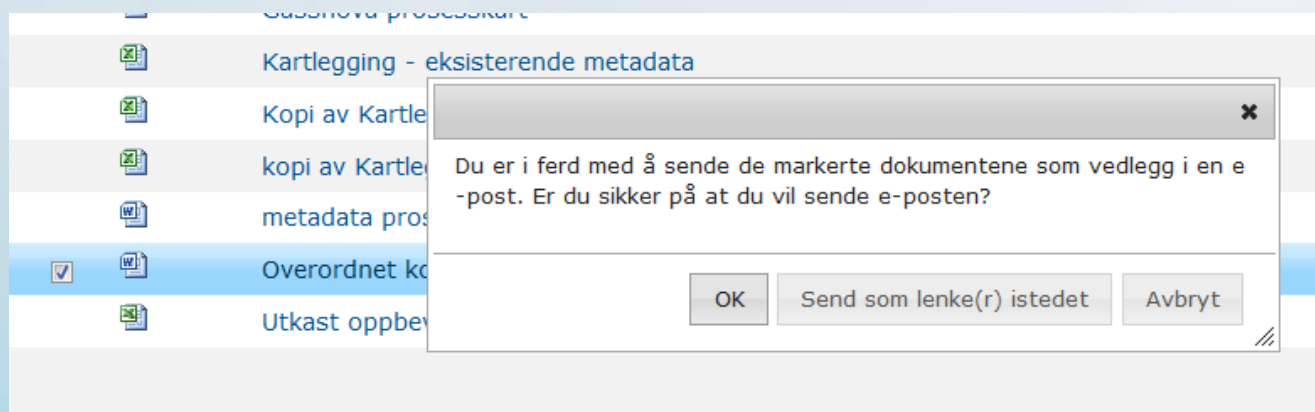 Kartlegging - eksisterende metadata
Kopi av Kartle
kopi av Kartle
metadata pros
Overordnet ko
Utkast oppbev
Du er i ferd med å sende de markerte dokumentene som vedlegg i en e
-post. Er du sikker på at du vil sende e-posten?
OK
Send som lenke(r) istedet
Avbryt